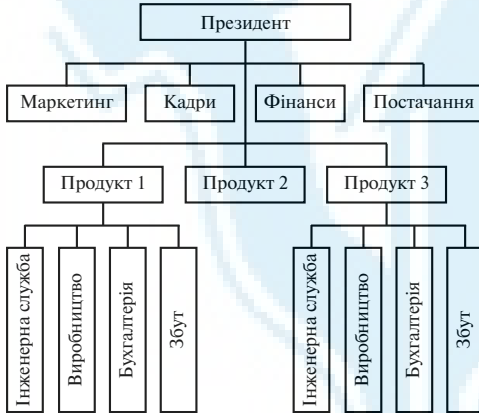 Президент
Маркетинг
Кадри
Фінанси
Постачання
Продукт 1
Продукт 2
Продукт 3
Інженерна служба
Виробництво
Бухгалтерія
Збут
Інженерна служба
Виробництво
Бухгалтерія
Збут